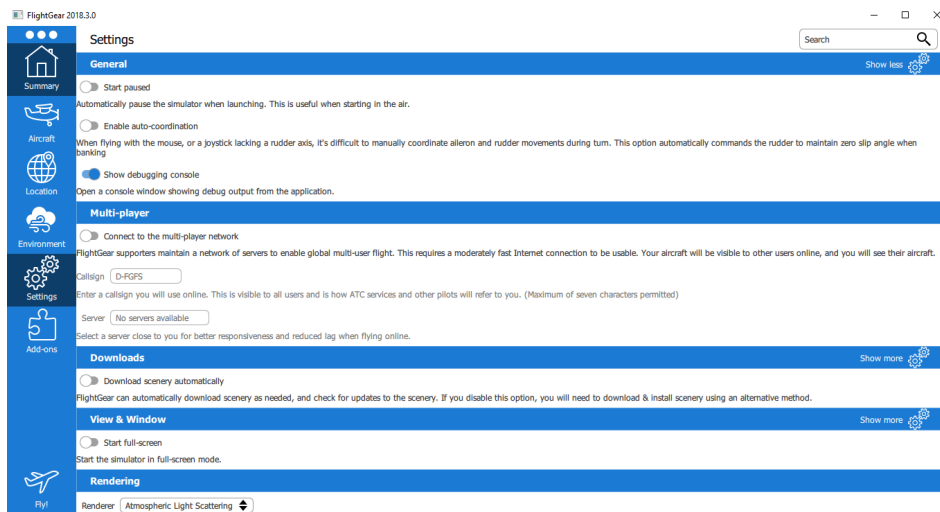 FlightGear 2018.3.0
Settings
Search
General
Show less
Summary
Start paused
Automatically pause the simulator when launching. This is useful when starting in the air.
Aircraft
Enable auto-coordination
When flying with the mouse, or a joystick lacking a rudder axis, it's difficult to manually coordinate aileron and rudder movements during turn. This option automatically commands the rudder to maintain zero slip angle when
banking
Show debugging console
Location
Open a console window showing debug output from the application.
Multi-player
Connect to the multi-player network
Environment
FlightGear supporters maintain a network of servers to enable global multi-user flight. This requires a moderately fast Internet connection to be usable. Your aircraft will be visible to other users online, and you will see their aircraft.
Callsign D-FGFS
Settings
Enter a callsign you will use online. This is visible to all users and is how ATC services and other pilots will refer to you. (Maximum of seven characters permitted)
Server No servers available
Select a server close to you for better responsiveness and reduced lag when flying online.
Add-ons
Downloads
Show more
Download scenery automatically
FlightGear can automatically download scenery as needed, and check for updates to the scenery. If you disable this option, you will need to download & install scenery using an alternative method.
View & Window
Show more
Start full-screen
Start the simulator in full-screen mode.
Rendering
Fly!
Renderer Atmospheric Light Scattering